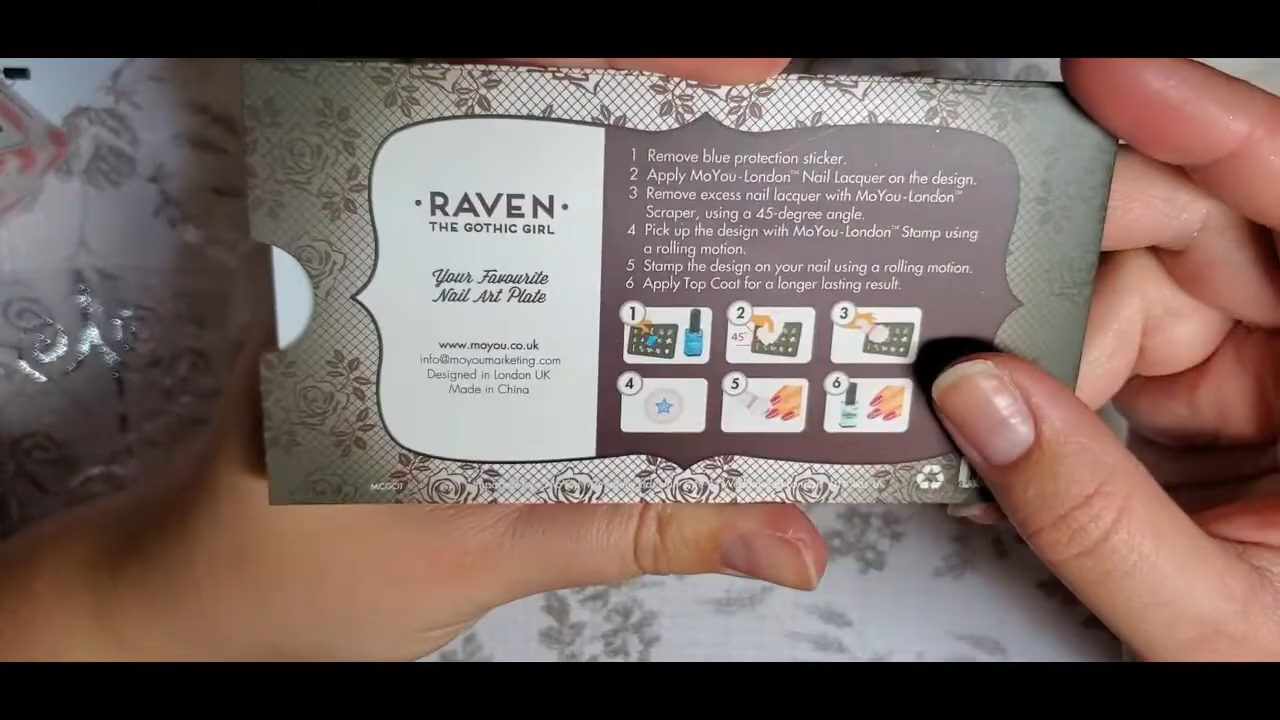 • RAVEN •
THE GOTHIC GIRL
Your Favourite
Nail Art Plate
www.moyou.co.uk
info@moyoumarketing.com
Designed in London UK
Made in China
1 Remove blue protection sticker.
2 Apply MoYou-London™ Nail Lacquer on the design.
3 Remove excess nail lacquer with MoYou-London™
Scraper, using a 45-degree angle.
4 Pick up the design with MoYou-London™ Stamp using
a rolling motion.
5 Stamp the design on your nail using a rolling motion.
6 Apply Top Coat for a longer lasting result.
1
2
45°
3
4
5
6
MCGOT